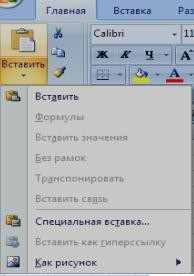 Главная Вставка Раз
Вставить
Calibri
Ж К Ч
А
Вставить
Формулы
Вставить значения
Без рамок
Транспонировать
Вставить связь
Специальная вставка...
Вставить как гиперссылку
Как рисунок